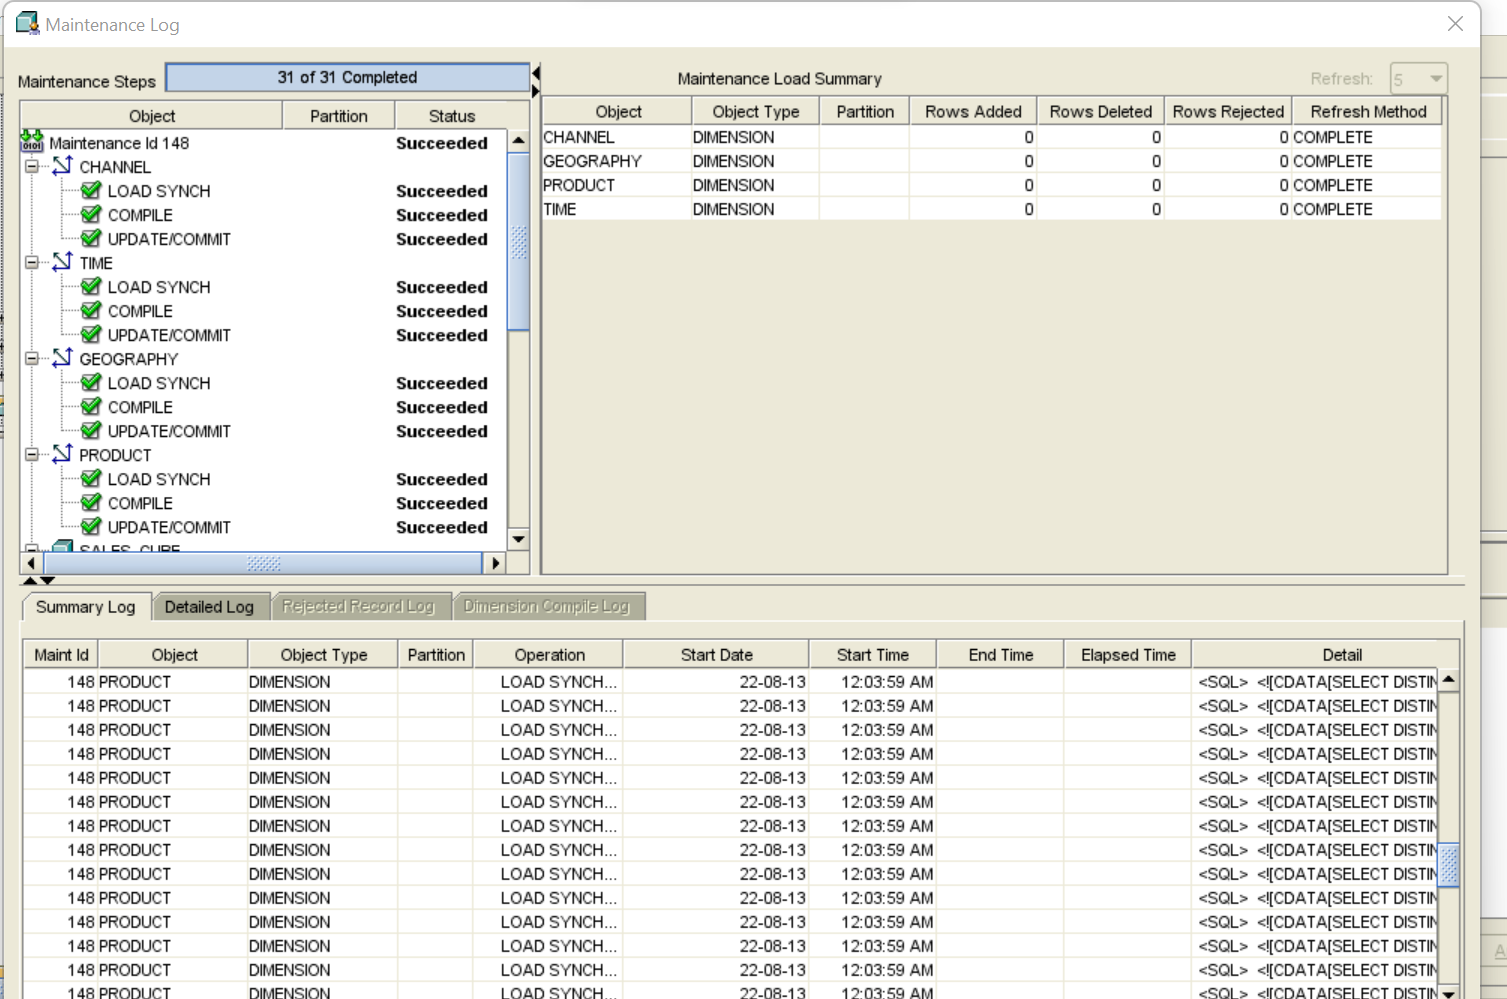 Maintenance Log
Maintenance Steps 31 of 31 Completed
Object Partition Status
Maintenance Id 148 Succeeded
CHANNEL
LOAD SYNCH Succeeded
COMPILE Succeeded
UPDATE/COMMIT Succeeded
TIME
LOAD SYNCH Succeeded
COMPILE Succeeded
UPDATE/COMMIT Succeeded
GEOGRAPHY
LOAD SYNCH Succeeded
COMPILE Succeeded
UPDATE/COMMIT Succeeded
PRODUCT
LOAD SYNCH Succeeded
COMPILE Succeeded
UPDATE/COMMIT Succeeded
SALES_CUBE
Maintenance Load Summary Refresh: 5
Object Object Type Partition Rows Added Rows Deleted Rows Rejected Refresh Method
CHANNEL DIMENSION 0 0 0 COMPLETE
GEOGRAPHY DIMENSION 0 0 0 COMPLETE
PRODUCT DIMENSION 0 0 0 COMPLETE
TIME DIMENSION 0 0 0 COMPLETE
Summary Log Detailed Log Rejected Record Log Dimension Compile Log
Maint Id Object Object Type Partition Operation Start Date Start Time End Time Elapsed Time Detail
148 PRODUCT DIMENSION LOAD SYNCH... 22-08-13 12:03:59 AM <SQL> <![CDATA[SELECT DISTIN
148 PRODUCT DIMENSION LOAD SYNCH... 22-08-13 12:03:59 AM <SQL> <![CDATA[SELECT DISTIN
148 PRODUCT DIMENSION LOAD SYNCH... 22-08-13 12:03:59 AM <SQL> <![CDATA[SELECT DISTIN
148 PRODUCT DIMENSION LOAD SYNCH... 22-08-13 12:03:59 AM <SQL> <![CDATA[SELECT DISTIN
148 PRODUCT DIMENSION LOAD SYNCH... 22-08-13 12:03:59 AM <SQL> <![CDATA[SELECT DISTIN
148 PRODUCT DIMENSION LOAD SYNCH... 22-08-13 12:03:59 AM <SQL> <![CDATA[SELECT DISTIN
148 PRODUCT DIMENSION LOAD SYNCH... 22-08-13 12:03:59 AM <SQL> <![CDATA[SELECT DISTIN
148 PRODUCT DIMENSION LOAD SYNCH... 22-08-13 12:03:59 AM <SQL> <![CDATA[SELECT DISTIN
148 PRODUCT DIMENSION LOAD SYNCH... 22-08-13 12:03:59 AM <SQL> <![CDATA[SELECT DISTIN
148 PRODUCT DIMENSION LOAD SYNCH... 22-08-13 12:03:59 AM <SQL> <![CDATA[SELECT DISTIN
148 PRODUCT DIMENSION LOAD SYNCH... 22-08-13 12:03:59 AM <SQL> <![CDATA[SELECT DISTIN
148 PRODUCT DIMENSION LOAD SYNCH... 22-08-13 12:03:59 AM <SQL> <![CDATA[SELECT DISTIN
148 PRODUCT DIMENSION LOAD SYNCH... 22-08-13 12:03:59 AM <SQL> <![CDATA[SELECT DISTIN
148 PRODUCT DIMENSION LOAD SYNCH... 22-08-13 12:03:59 AM <SQL> <![CDATA[SELECT DISTIN